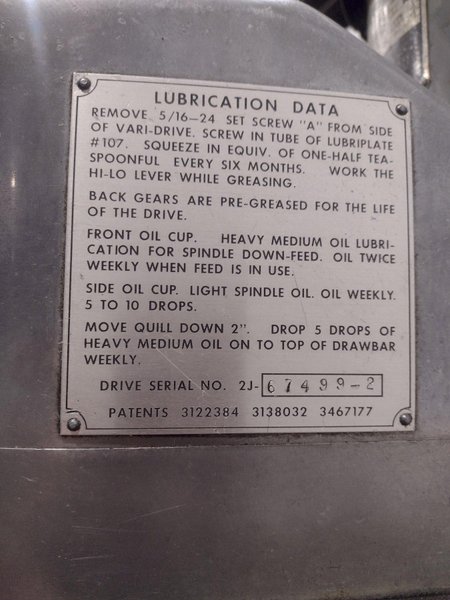 LUBRICATION DATA
REMOVE 5/16-24 SET SCREW "A" FROM SIDE
OF VARI-DRIVE. SCREW IN TUBE OF LUBRIPLATE
#107. SQUEEZE IN EQUIV. OF ONE-HALF TEA-
SPOONFUL EVERY SIX MONTHS. WORK THE
HI-LO LEVER WHILE GREASING.
BACK GEARS ARE PRE-GREASED FOR THE LIFE
OF THE DRIVE.
FRONT OIL CUP. HEAVY MEDIUM OIL LUBRI-
CATION FOR SPINDLE DOWN-FEED. OIL TWICE
WEEKLY WHEN FEED IS IN USE.
SIDE OIL CUP. LIGHT SPINDLE OIL. OIL WEEKLY.
5 TO 10 DROPS.
MOVE QUILL DOWN 2". DROP 5 DROPS OF
HEAVY MEDIUM OIL ON TO TOP OF DRAWBAR
WEEKLY.
DRIVE SERIAL NO. 2J-67499-2
PATENTS 3122384 3138032 3467177